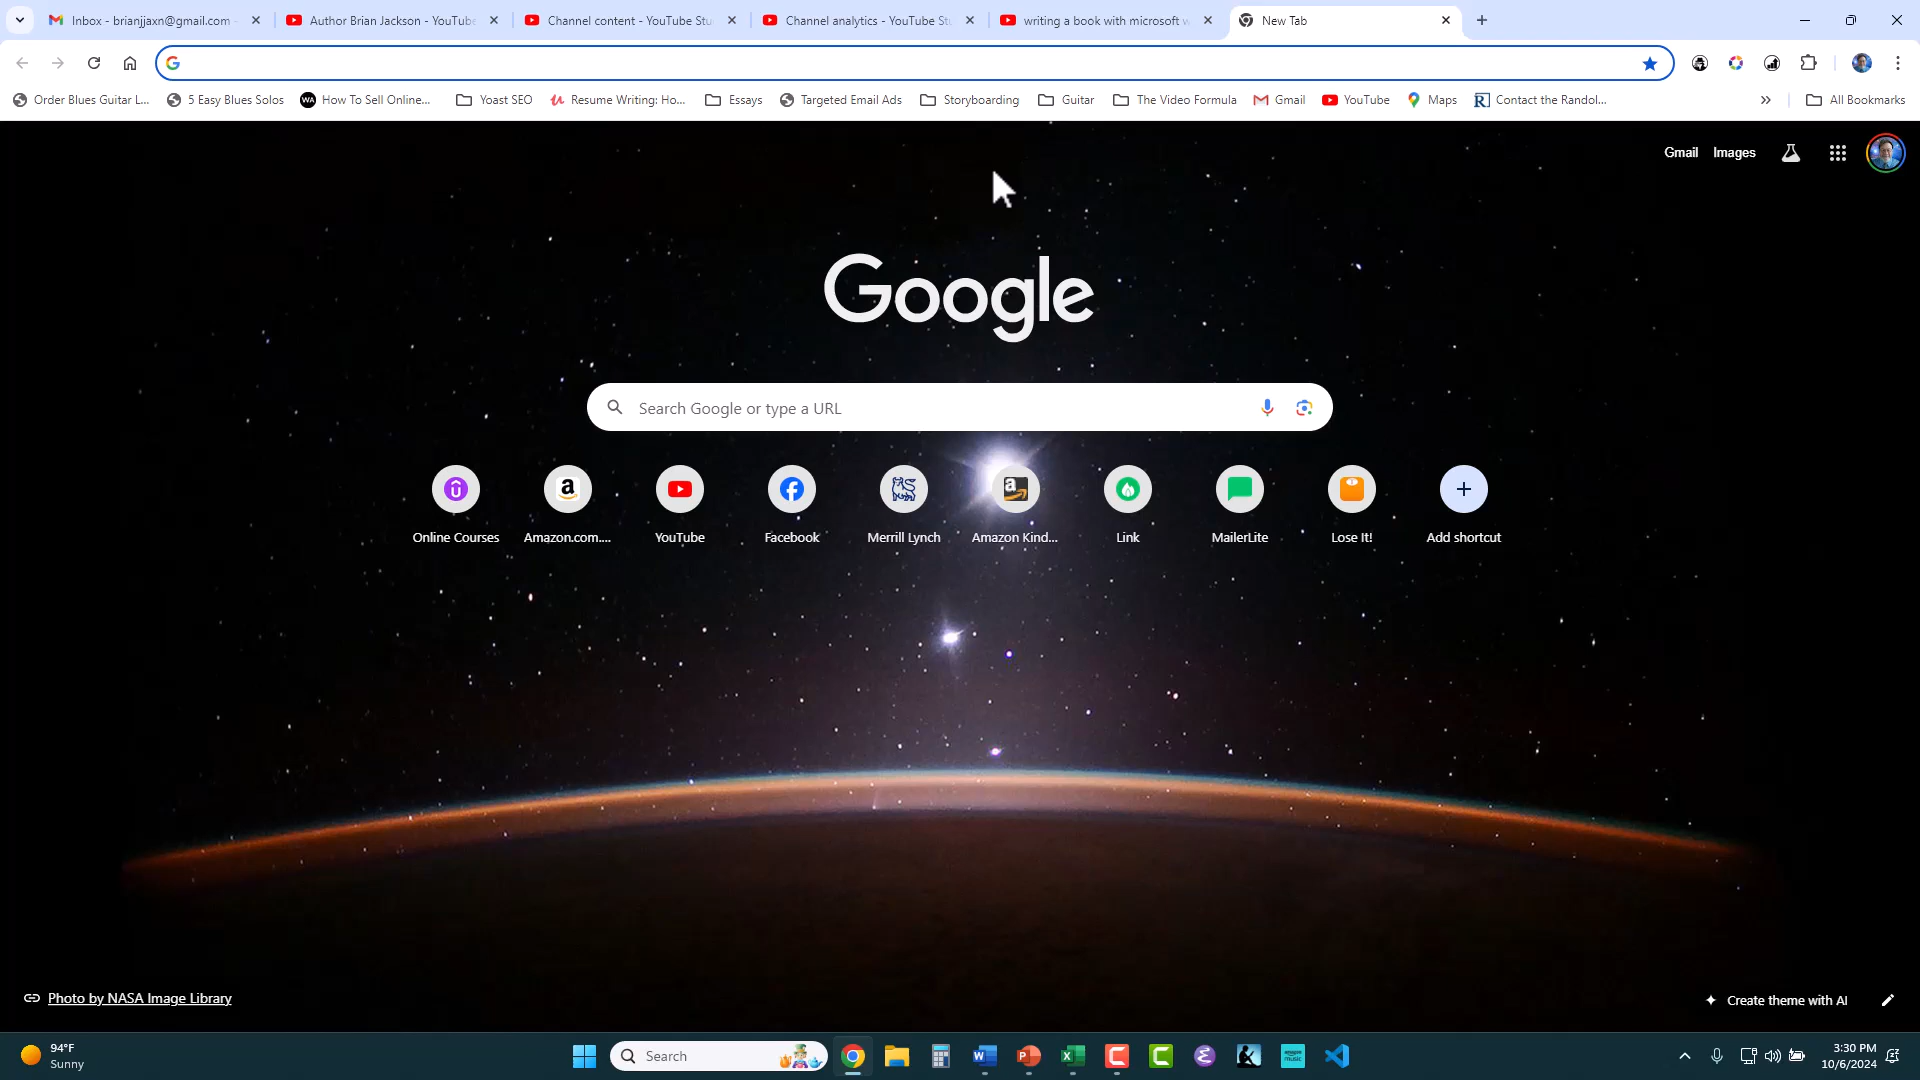 Inbox - brianjjaxn@gmail.com -
Author Brian Jackson - YouTube
Channel content - YouTube Stu
Channel analytics - YouTube Stu
writing a book with microsoft w
New Tab
Order Blues Guitar L...
5 Easy Blues Solos
WA
How To Sell Online...
Yoast SEO
Resume Writing: Ho...
Essays
Targeted Email Ads
Storyboarding
Guitar
The Video Formula
Gmail
YouTube
Maps
R
Contact the Randol...
All Bookmarks
Gmail
Images
Google
Search Google or type a URL
Online Courses
Amazon.com....
YouTube
Facebook
Merrill Lynch
Amazon Kind...
Link
MailerLite
Lose It!
Add shortcut
Photo by NASA Image Library
Create theme with AI
94°F
Sunny
Search
3:30 PM
10/6/2024